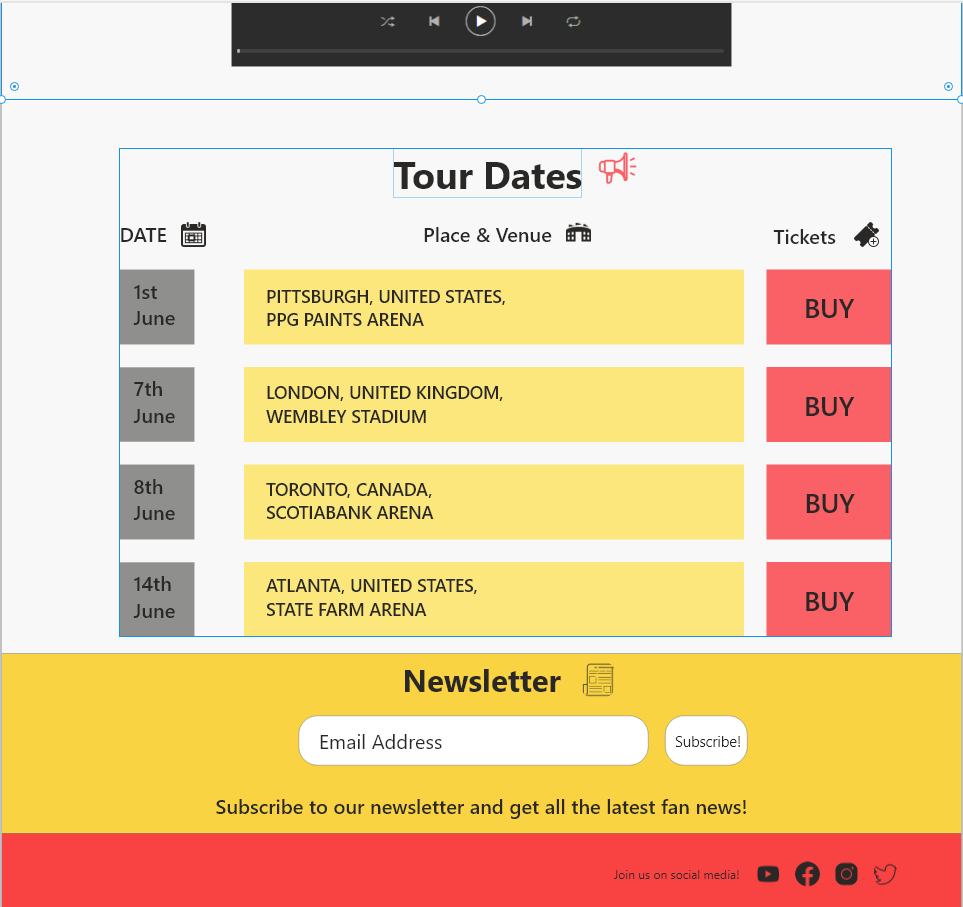 Tour Dates
DATE
Place & Venue
Tickets
1st
June
PITTSBURGH, UNITED STATES,
PPG PAINTS ARENA
BUY
7th
June
LONDON, UNITED KINGDOM,
WEMBLEY STADIUM
BUY
8th
June
TORONTO, CANADA,
SCOTIABANK ARENA
BUY
14th
June
ATLANTA, UNITED STATES,
STATE FARM ARENA
BUY
Newsletter
Email Address
Subscribe!
Subscribe to our newsletter and get all the latest fan news!
Join us on social media!